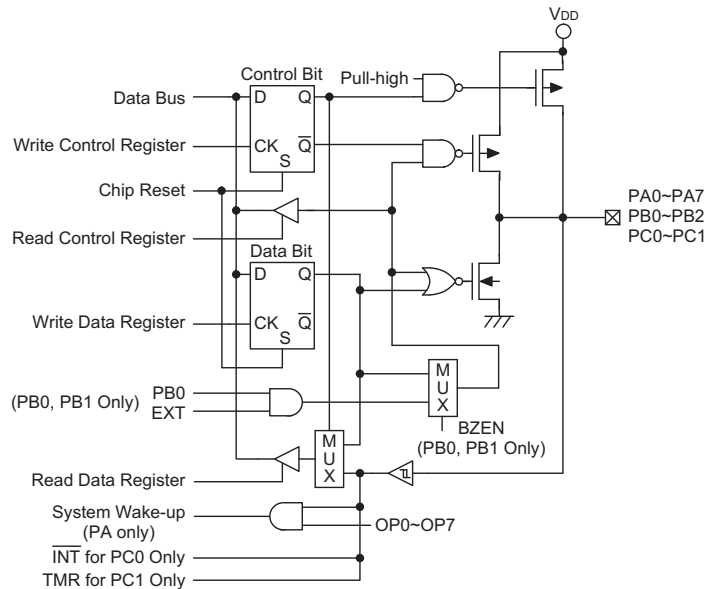 VDD
Control Bit
Pull-high
Data Bus
D
Q
Write Control Register
CK
Q
S
Chip Reset
PA0~PA7
PB0~PB2
PC0~PC1
Read Control Register
Data Bit
D
Q
Write Data Register
CK
Q
S
M
U
X
(PB0, PB1 Only)
PB0
EXT
BZEN
(PB0, PB1 Only)
M
U
X
Read Data Register
System Wake-up
(PA only)
OP0~OP7
INT for PC0 Only
TMR for PC1 Only